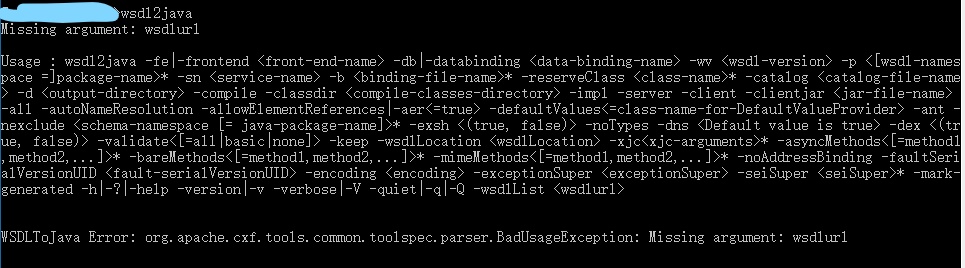 wsdl2java
Missing argument: wsdlurl
Usage : wsdl2java -fe|-frontend <front-end-name> -db|-databinding <data-binding-name> -wv <wsdl-version> -p <[wsdl-names
pace =]package-name>* -sn <service-name> -b <binding-file-name>* -reserveClass <class-name>* -catalog <catalog-file-name
> -d <output-directory> -compile -classdir <compile-classes-directory> -impl -server -client -clientjar <jar-file-name>
-all -autoNameResolution -allowElementReferences|-aer<=true> -defaultValues<=class-name-for-DefaultValueProvider> -ant -
nexclude <schema-namespace [= java-package-name]>* -exsh <(true, false)> -noTypes -dns <Default value is true> -dex <(tr
ue, false)> -validate<[=all|basic|none]> -keep -wsdlLocation <wsdlLocation> -xjc<xjc-arguments>* -asyncMethods<[=method1
,method2,...]>* -bareMethods<[=method1,method2,...]>* -mimeMethods<[=method1,method2,...]>* -noAddressBinding -faultSeri
alVersionUID <fault-serialVersionUID> -encoding <encoding> -exceptionSuper <exceptionSuper> -seiSuper <seiSuper>* -mark-
generated -h|-?|-help -version|-v -verbose|-V -quiet|-q|-Q -wsdlList <wsdlurl>
WSDLToJava Error: org.apache.cxf.tools.common.toolspec.parser.BadUsageException: Missing argument: wsdlurl